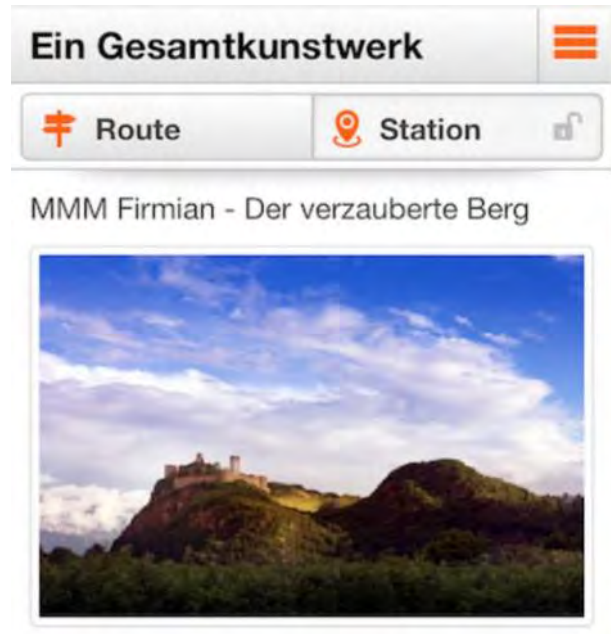 Ein Gesamtkunstwerk
Route Station
MMM Firmian - Der verzauberte Berg